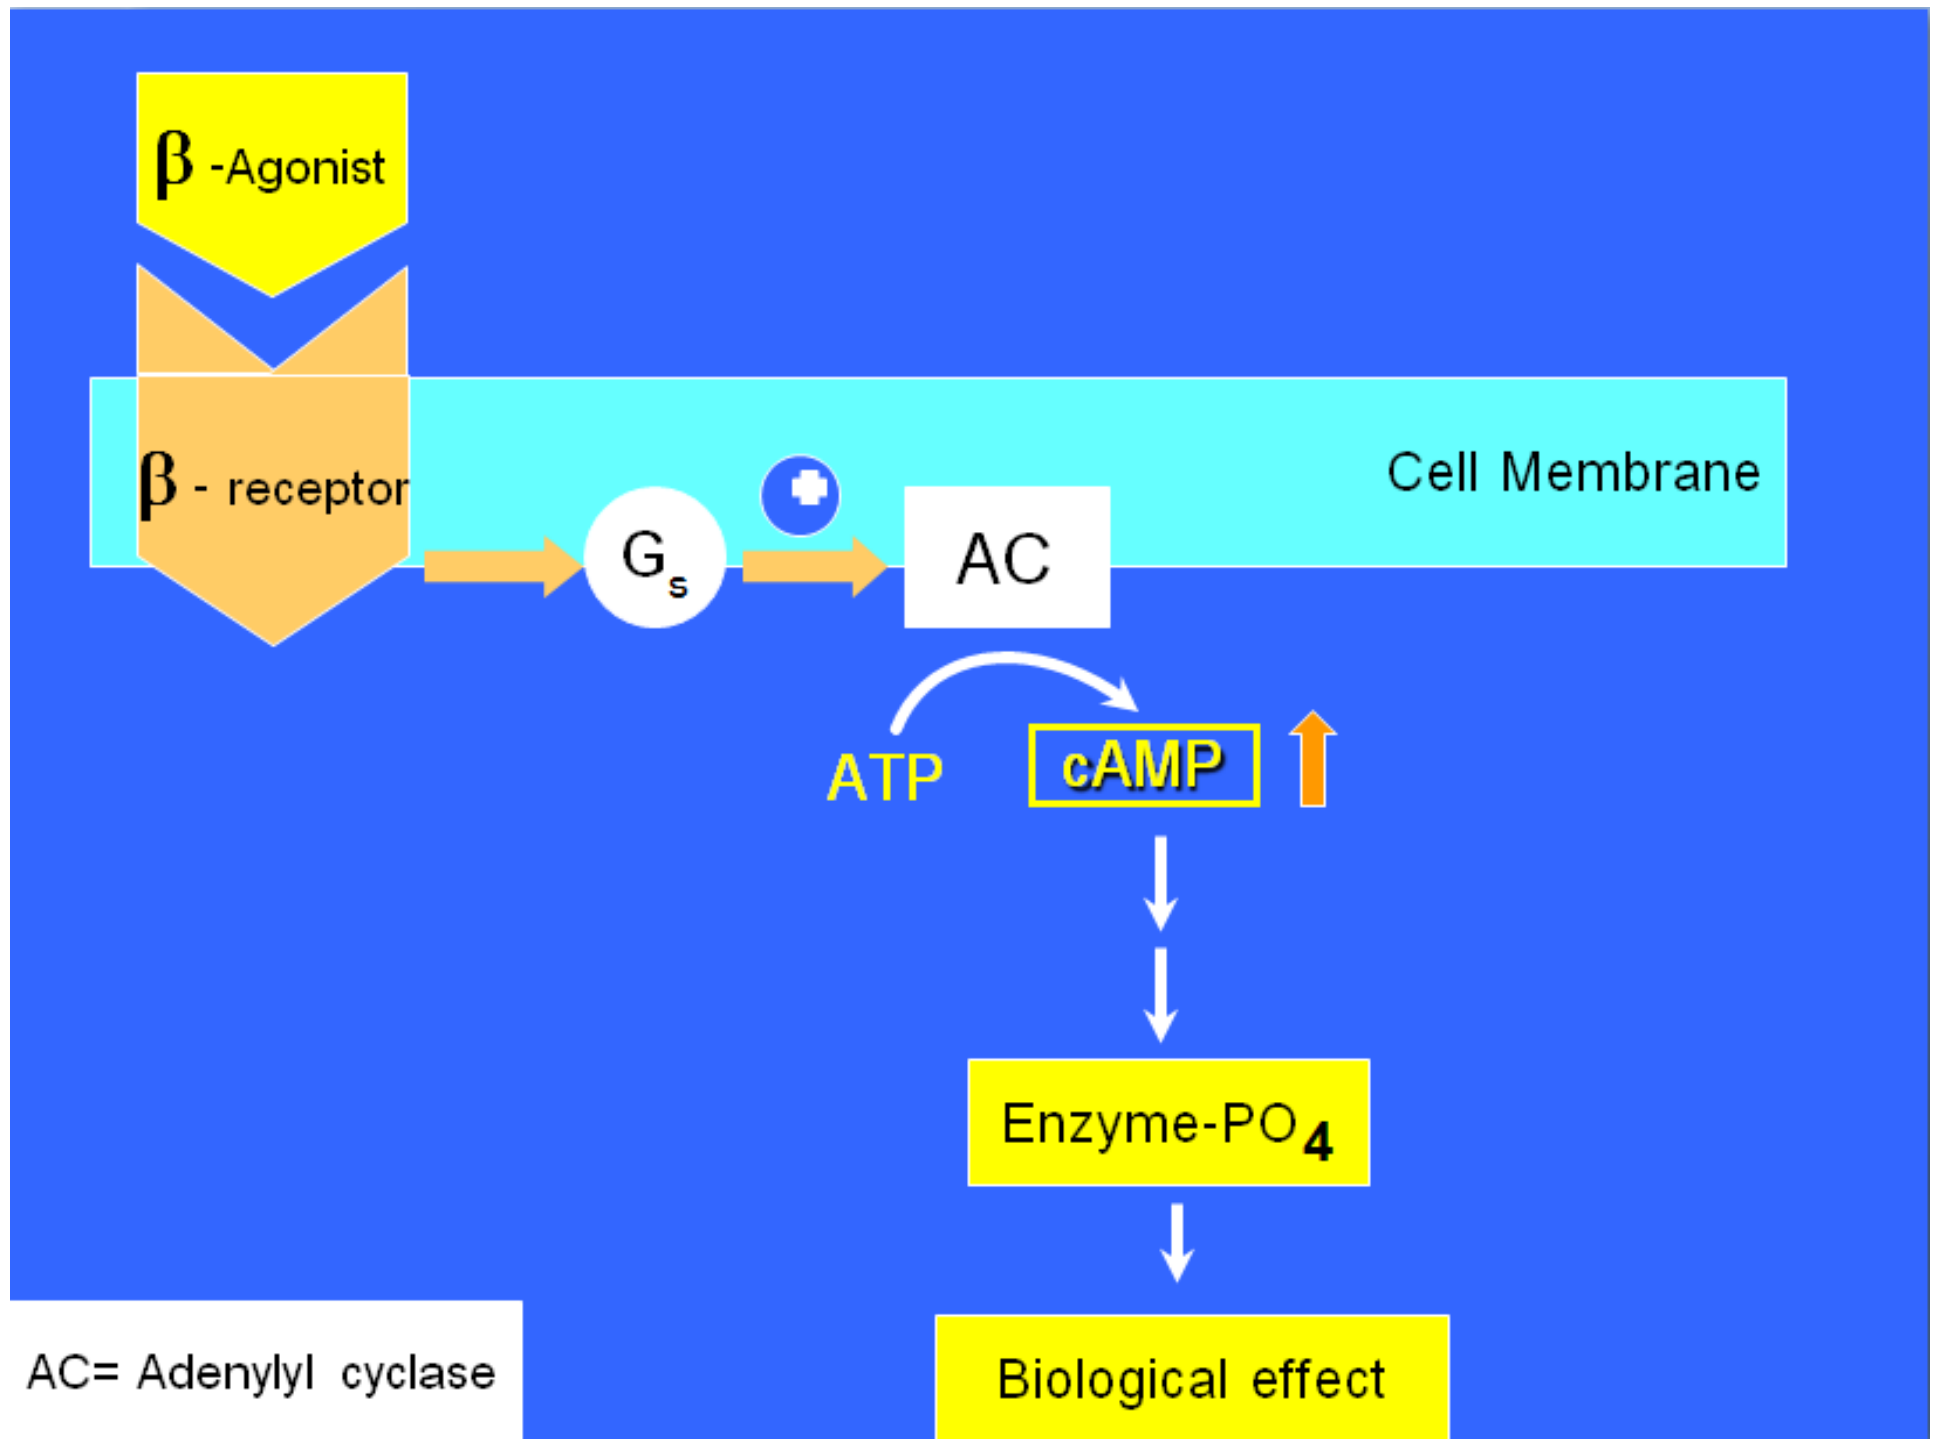 β -Agonist
β - receptor
Cell Membrane
Gs
AC
ATP
cAMP
Enzyme-PO4
Biological effect
AC= Adenylyl cyclase